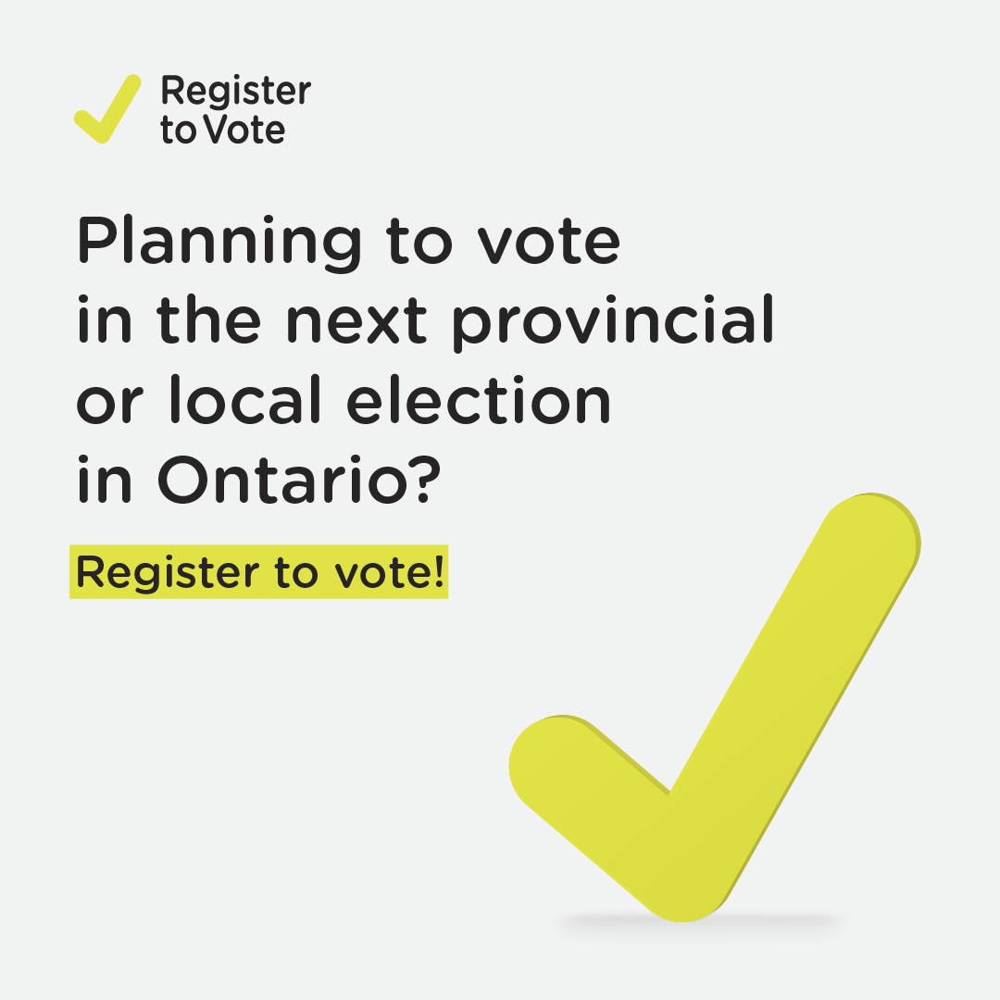 Register
to Vote
Planning to vote
in the next provincial
or local election
in Ontario?
Register to vote!